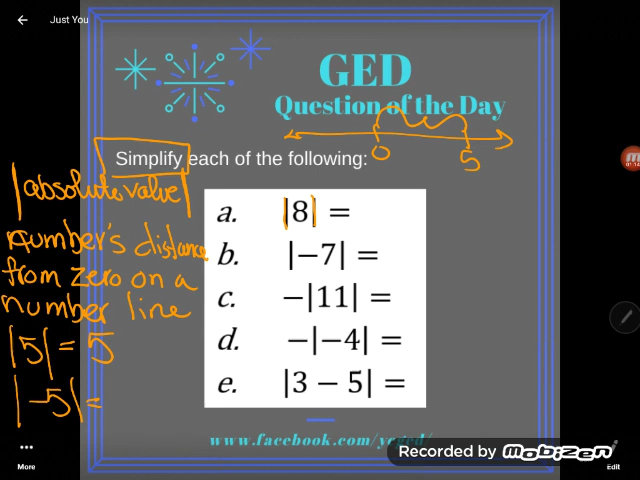 Just You
GED
Question of the Day
0 5
Simplify each of the following:
|absolute value|
number's distance
from zero on a
number line
|5| = 5
|-5| =
a. |8| =
b. |−7| =
c. −|11| =
d. −|−4| =
e. |3 − 5| =
www.facebook.com/ycged/
Recorded by Mobizen
More
Edit